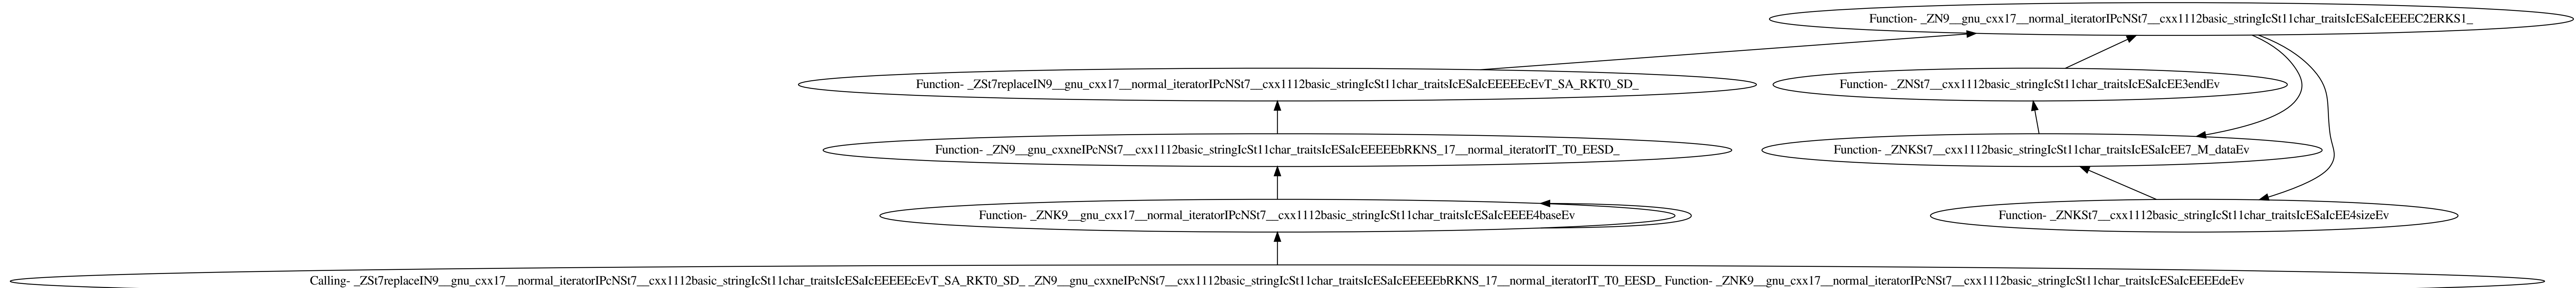 Function- _ZN9__gnu_cxx17__normal_iteratorIPcNSt7__cxx1112basic_stringIcSt11char_traitsIcESaIcEEEEC2ERKS1_
Function- _ZSt7replaceIN9__gnu_cxx17__normal_iteratorIPcNSt7__cxx1112basic_stringIcSt11char_traitsIcESaIcEEEEEcEvT_SA_RKT0_SD_
Function- _ZNSt7__cxx1112basic_stringIcSt11char_traitsIcESaIcEE3endEv
Function- _ZN9__gnu_cxxneIPcNSt7__cxx1112basic_stringIcSt11char_traitsIcESaIcEEEEEbRKNS_17__normal_iteratorIT_T0_EESD_
Function- _ZNKSt7__cxx1112basic_stringIcSt11char_traitsIcESaIcEE7_M_dataEv
Function- _ZNK9__gnu_cxx17__normal_iteratorIPcNSt7__cxx1112basic_stringIcSt11char_traitsIcESaIcEEEE4baseEv
Function- _ZNKSt7__cxx1112basic_stringIcSt11char_traitsIcESaIcEE4sizeEv
Calling- _ZSt7replaceIN9__gnu_cxx17__normal_iteratorIPcNSt7__cxx1112basic_stringIcSt11char_traitsIcESaIcEEEEEcEvT_SA_RKT0_SD_ _ZN9__gnu_cxxneIPcNSt7__cxx1112basic_stringIcSt11char_traitsIcESaIcEEEEEbRKNS_17__normal_iteratorIT_T0_EESD_ Function- _ZNK9__gnu_cxx17__normal_iteratorIPcNSt7__cxx1112basic_stringIcSt11char_traitsIcESaIcEEEEdeEv